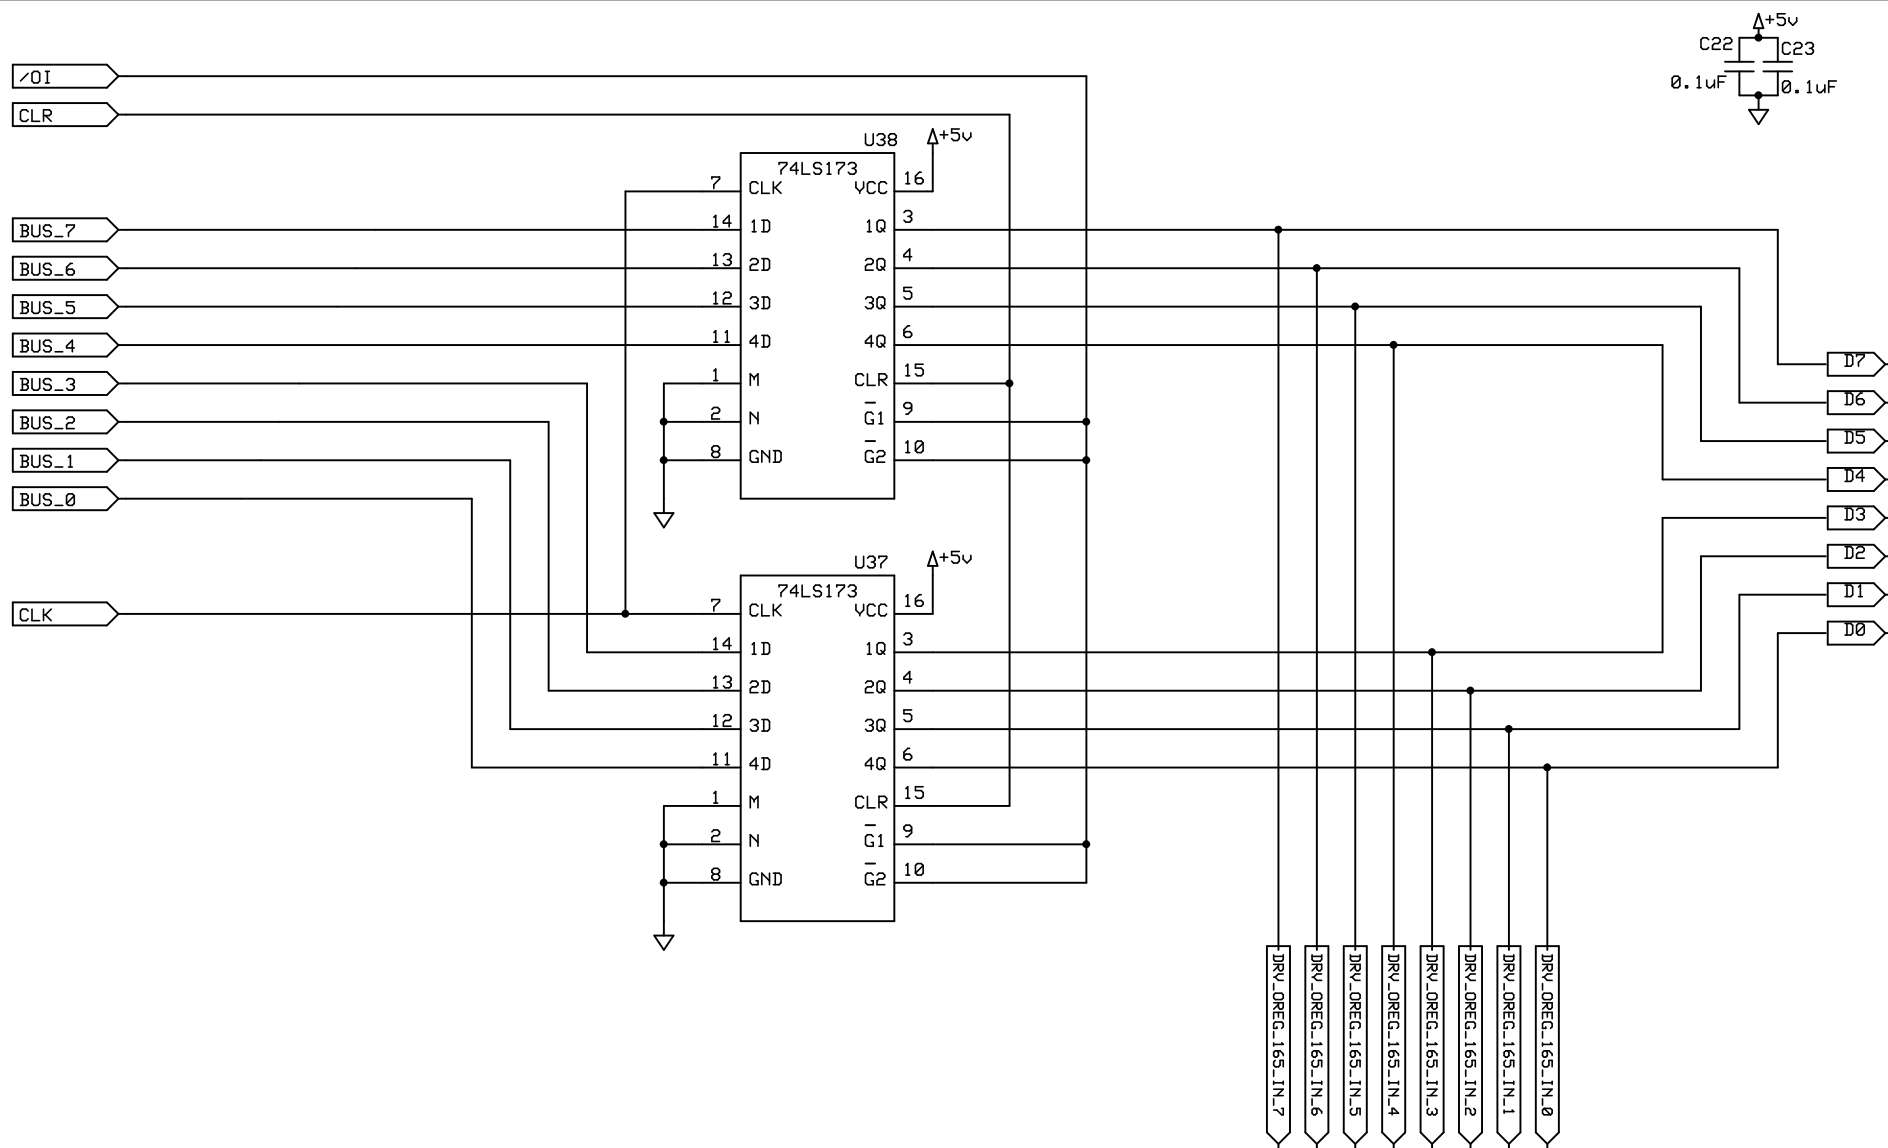 +5v
C22
C23
0.1uF
0.1uF
/OI
CLR
U38
+5v
74LS173
7
CLK
VCC
16
BUS_7
14
1D
1Q
3
BUS_6
13
2D
2Q
4
BUS_5
12
3D
3Q
5
BUS_4
11
4D
4Q
6
D7
BUS_3
1
M
CLR
15
D6
BUS_2
2
N
G1
9
D5
BUS_1
8
GND
G2
10
D4
BUS_0
D3
U37
+5v
D2
74LS173
D1
CLK
7
CLK
VCC
16
D0
14
1D
1Q
3
13
2D
2Q
4
12
3D
3Q
5
11
4D
4Q
6
1
M
CLR
15
2
N
G1
9
8
GND
G2
10
DRV_OREG_165_IN_7
DRV_OREG_165_IN_6
DRV_OREG_165_IN_5
DRV_OREG_165_IN_4
DRV_OREG_165_IN_3
DRV_OREG_165_IN_2
DRV_OREG_165_IN_1
DRV_OREG_165_IN_0